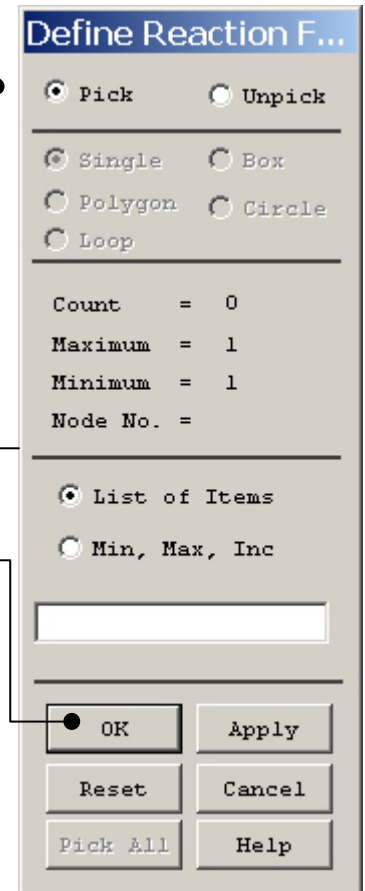 Define Reaction F...
Pick Unpick
Single Box
Polygon Circle
Loop
Count = 0
Maximum = 1
Minimum = 1
Node No. =
List of Items
Min, Max, Inc
OK Apply
Reset Cancel
Pick All Help